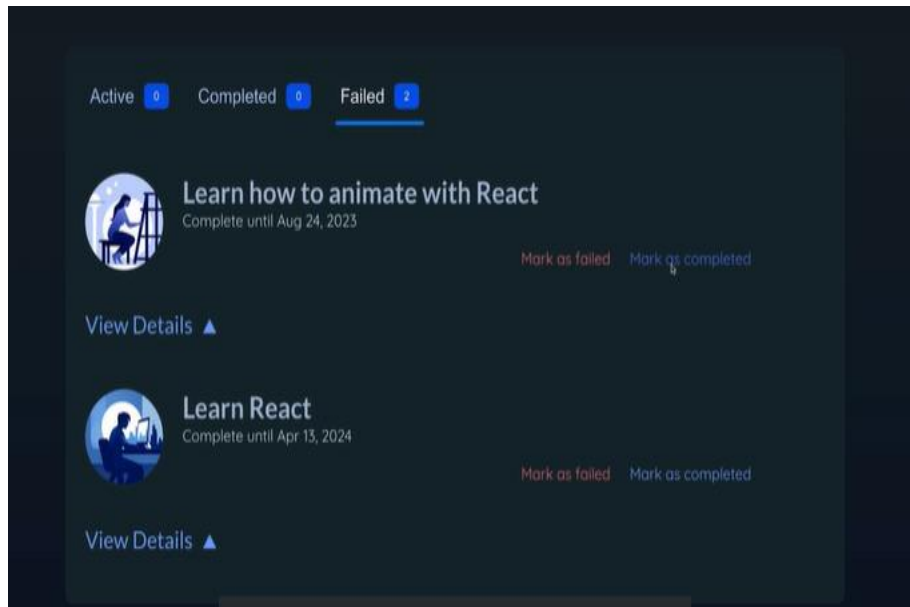 Active 0 Completed 0 Failed 2
Learn how to animate with React
Complete until Aug 24, 2023
Mark as failed Mark as completed
View Details ▲
Learn React
Complete until Apr 13, 2024
Mark as failed Mark as completed
View Details ▲